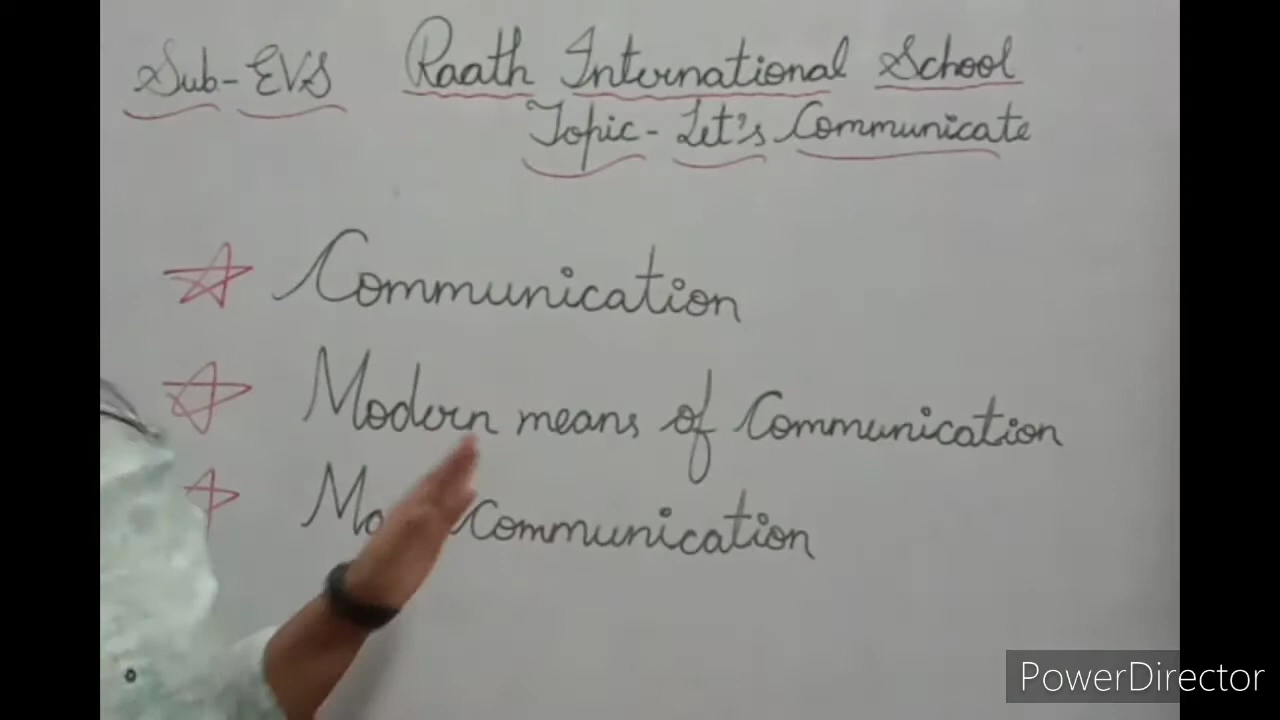 Sub-EVS Raath International School
Topic- Let's Communicate
Communication
Modern means of Communication
Communication
PowerDirector